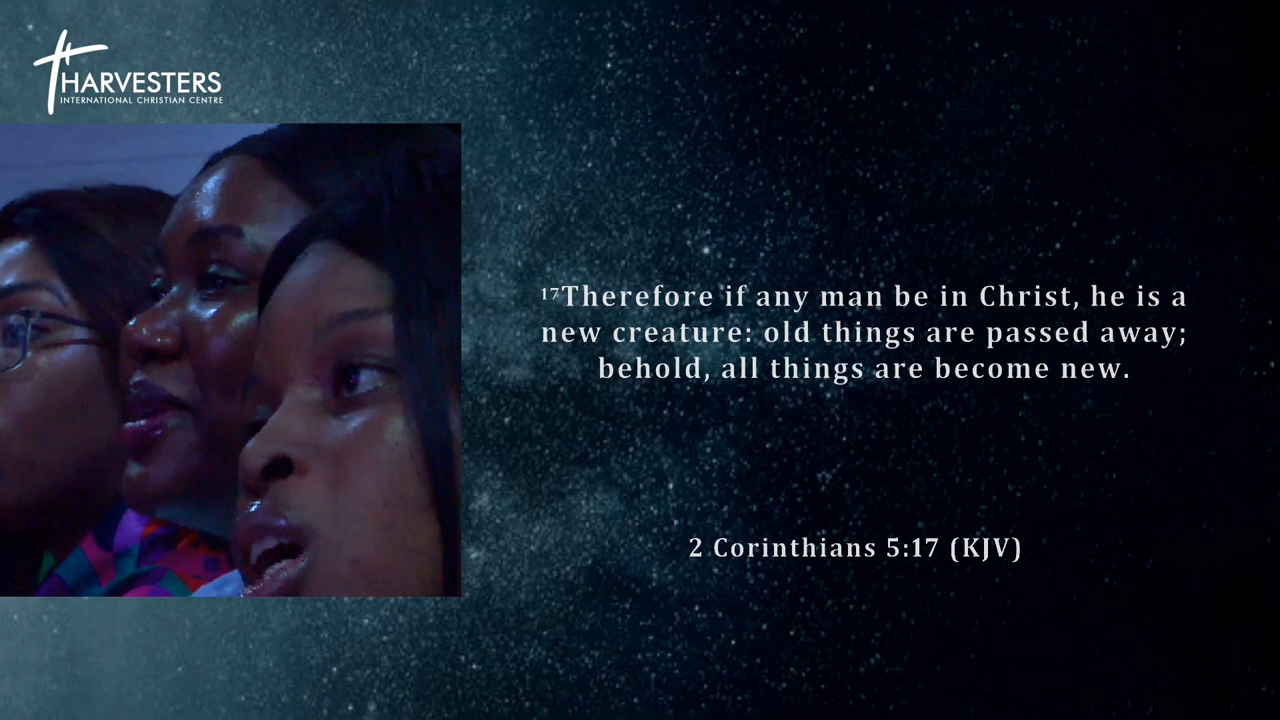 HARVESTERS
INTERNATIONAL CHRISTIAN CENTRE
17Therefore if any man be in Christ, he is a
new creature: old things are passed away;
behold, all things are become new.
2 Corinthians 5:17 (KJV)